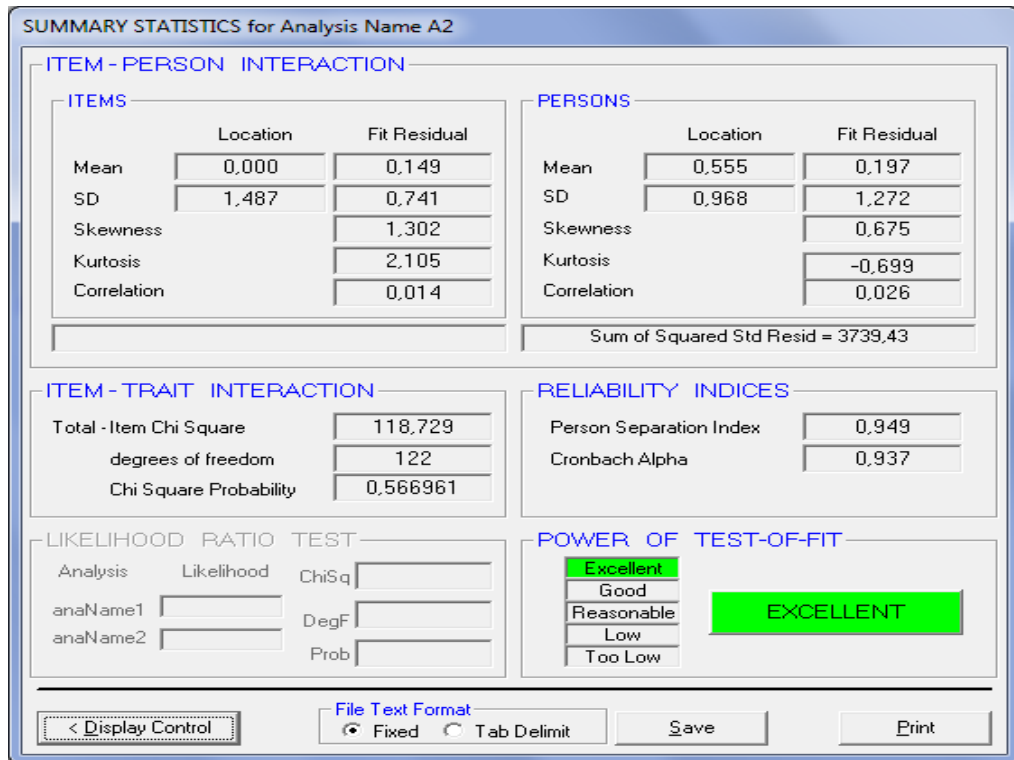 SUMMARY STATISTICS for Analysis Name A2
ITEM - PERSON INTERACTION
ITEMS
Location Fit Residual
Mean 0,000 0,149
SD 1,487 0,741
Skewness 1,302
Kurtosis 2,105
Correlation 0,014
PERSONS
Location Fit Residual
Mean 0,555 0,197
SD 0,968 1,272
Skewness 0,675
Kurtosis -0,699
Correlation 0,026
Sum of Squared Std Resid = 3739,43
ITEM - TRAIT INTERACTION
Total - Item Chi Square 118,729
degrees of freedom 122
Chi Square Probability 0,566961
RELIABILITY INDICES
Person Separation Index 0,949
Cronbach Alpha 0,937
LIKELIHOOD RATIO TEST
Analysis Likelihood ChiSq
anaName1 DegF
anaName2
Prob
POWER OF TEST-OF-FIT
Excellent
Good
Reasonable
Low
Too Low
EXCELLENT
< Display Control
File Text Format
Fixed Tab Delimit
Save
Print